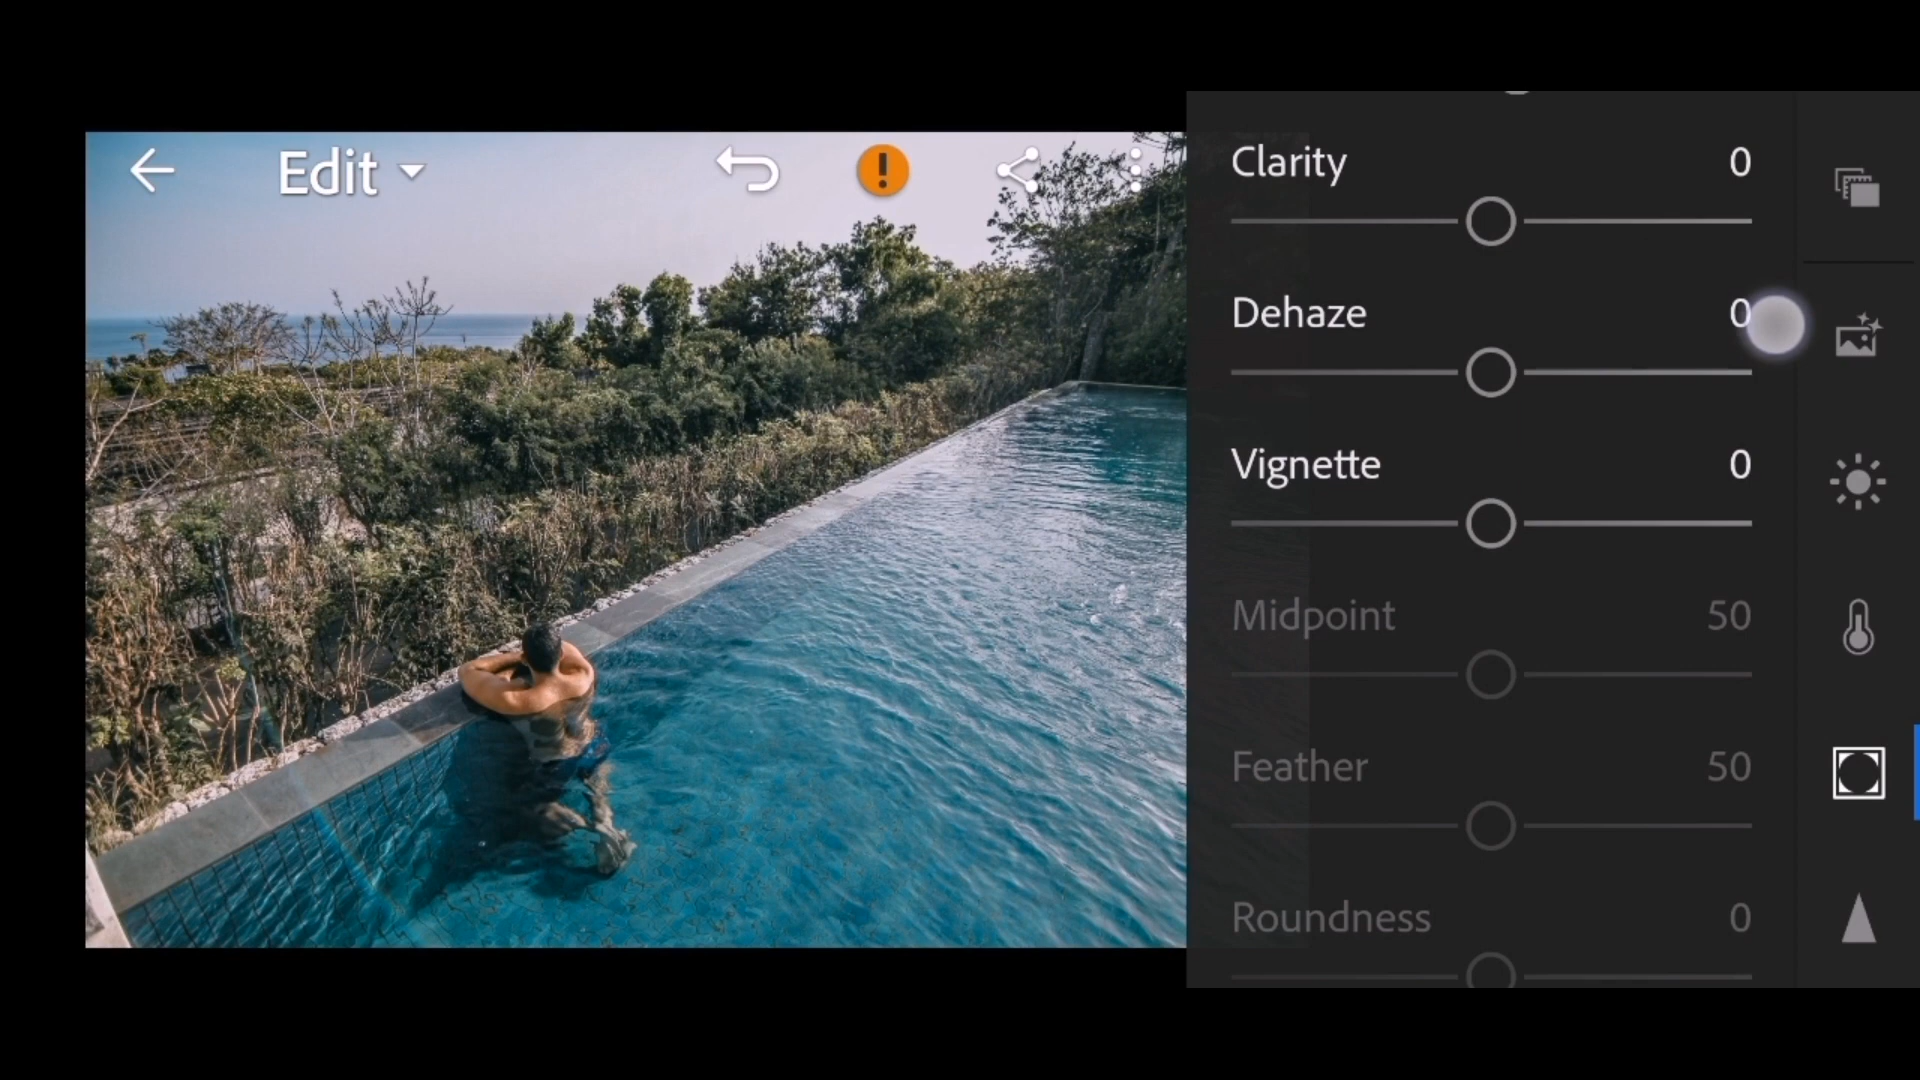 Edit
Clarity 0
Dehaze 0
Vignette 0
Midpoint 50
Feather 50
Roundness 0